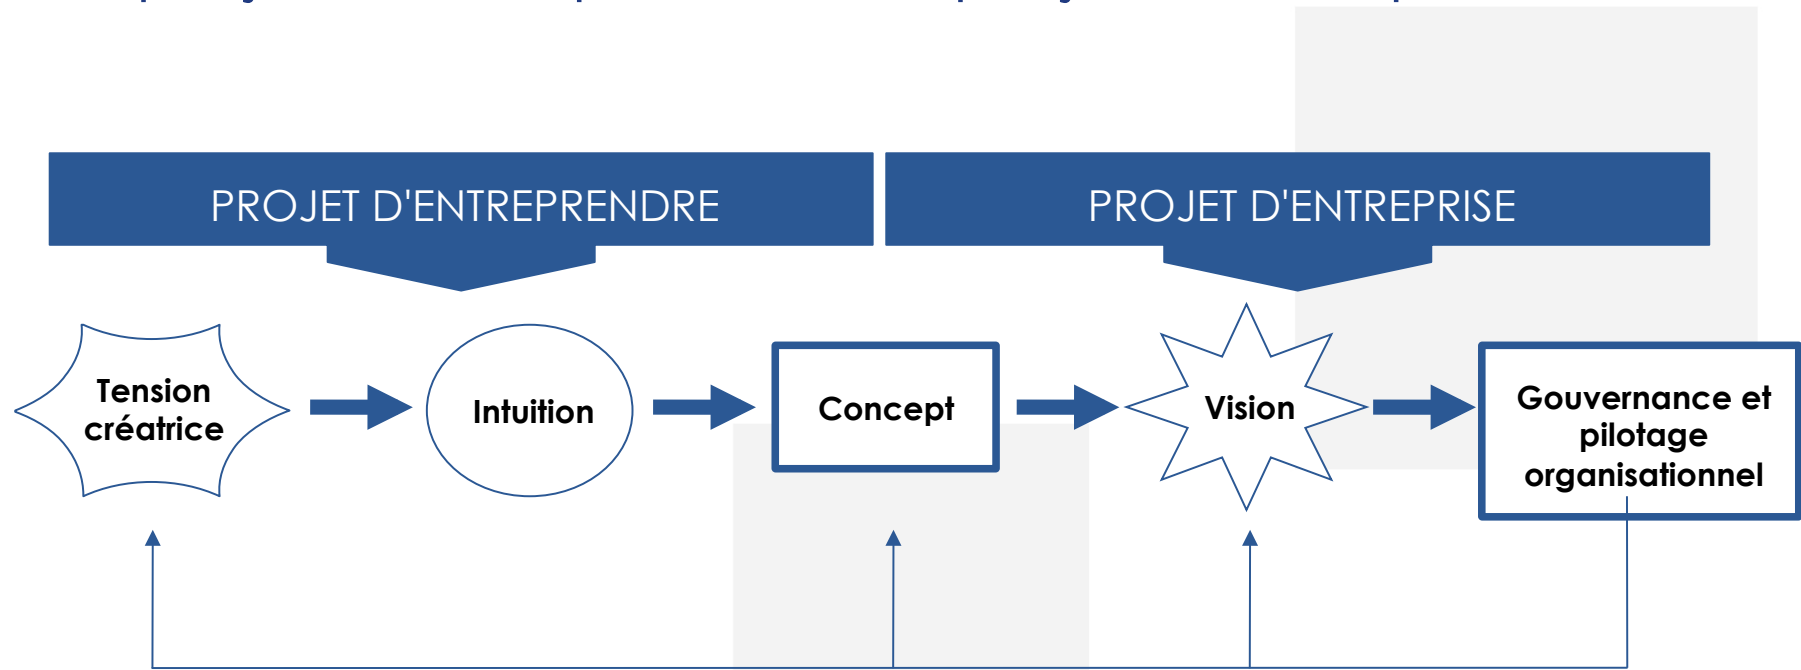 PROJET D'ENTREPRENDRE
PROJET D'ENTREPRISE
Tension
créatrice
Intuition
Concept
Vision
Gouvernance et
pilotage
organisationnel